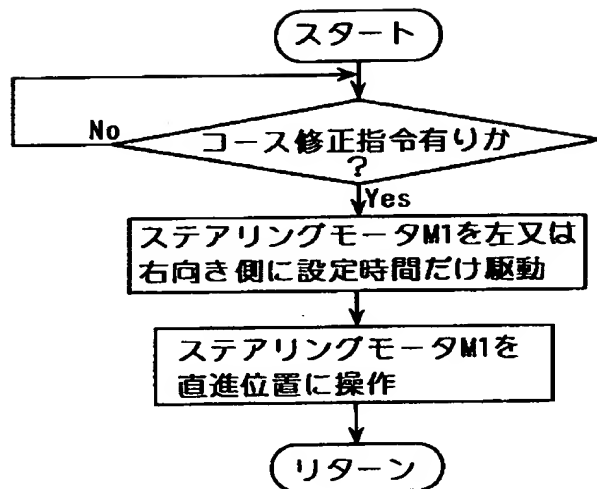 スタート
No
コース修正指令有りか
?
Yes
ステアリングモータM1を左又は
右向き側に設定時間だけ駆動
ステアリングモータM1を
直進位置に操作
リターン